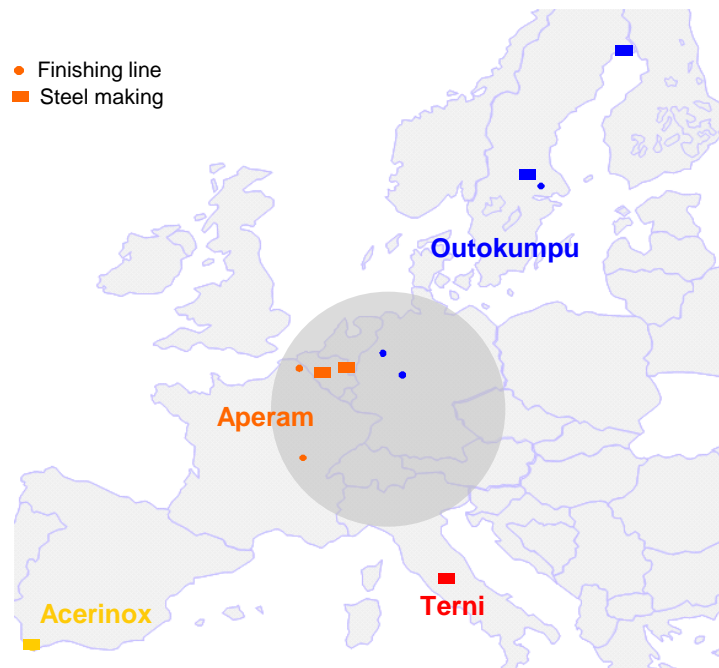 Finishing line
Steel making
Outokumpu
Aperam
Terni
Acerinox